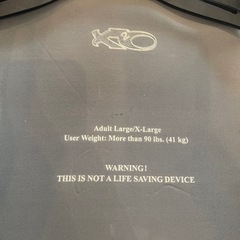 Adult Large/X-Large
User Weight: More than 90 lbs. (41 kg)
WARNING!
THIS IS NOT A LIFE SAVING DEVICE